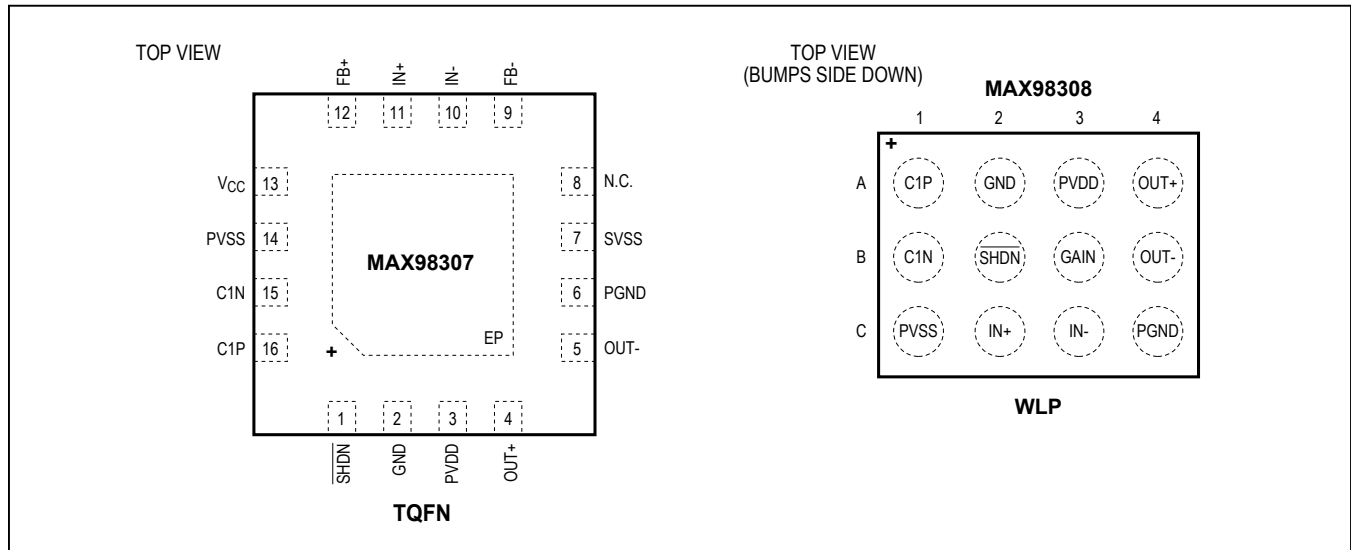 TOP VIEW
FB+ IN+ IN- FB-
12 11 10 9
VCC 13 8 N.C.
PVSS 14 7 SVSS
MAX98307
C1N 15 6 PGND
C1P 16 + EP 5 OUT-
1 2 3 4
SHDN GND PVDD OUT+
TQFN
TOP VIEW
(BUMPS SIDE DOWN)
MAX98308
1 2 3 4
+
A C1P GND PVDD OUT+
B C1N SHDN GAIN OUT-
C PVSS IN+ IN- PGND
WLP